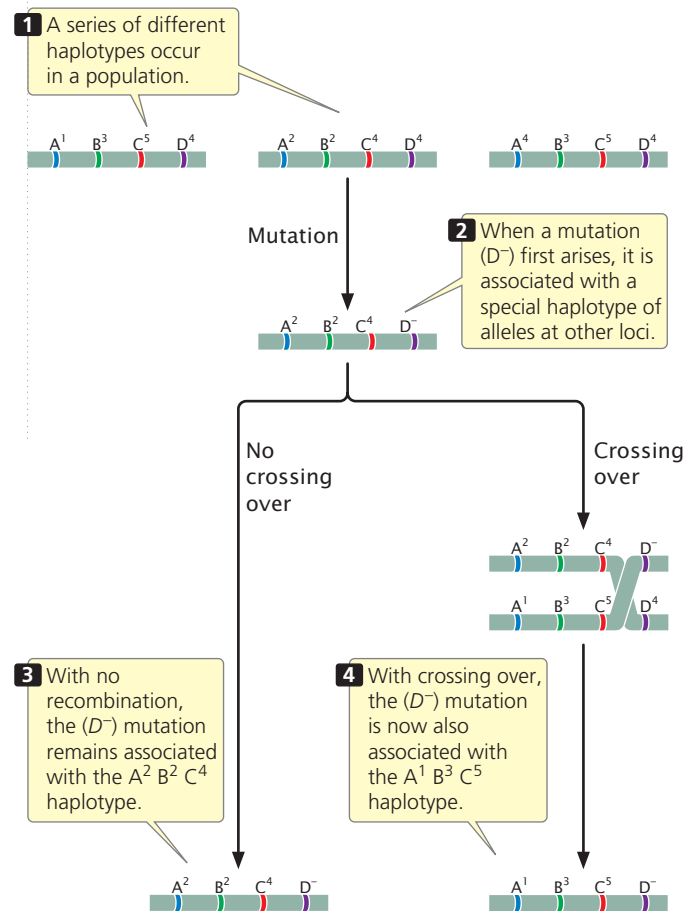 1 A series of different
haplotypes occur
in a population.
A¹ B³ C⁵ D⁴
A² B² C⁴ D⁴
A⁴ B³ C⁵ D⁴
Mutation
2 When a mutation
(D⁻) first arises, it is
associated with a
special haplotype of
alleles at other loci.
A² B² C⁴ D⁻
No
crossing
over
Crossing
over
A² B² C⁴ D⁻
A¹ B³ C⁵ D⁴
3 With no
recombination,
the (D⁻) mutation
remains associated
with the A² B² C⁴
haplotype.
4 With crossing over,
the (D⁻) mutation
is now also
associated with
the A¹ B³ C⁵
haplotype.
A² B² C⁴ D⁻
A¹ B³ C⁵ D⁻